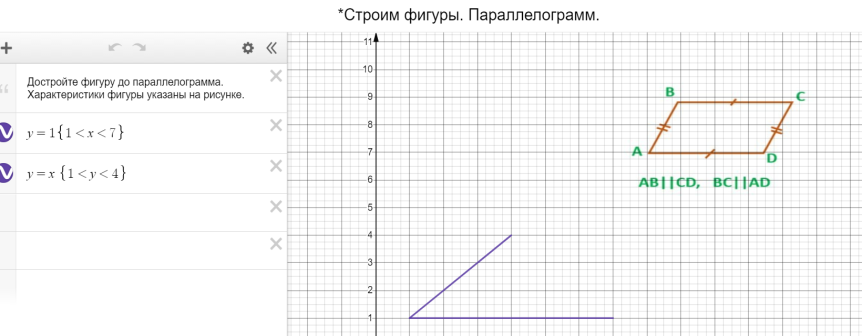 *Строим фигуры. Параллелограмм.
Достройте фигуру до параллелограмма.
Характеристики фигуры указаны на рисунке.
y = 1{1 < x < 7}
y = x {1 < y < 4}
11
10
9
8
7
6
5
4
3
2
1
B
C
A
D
AB||CD, BC||AD